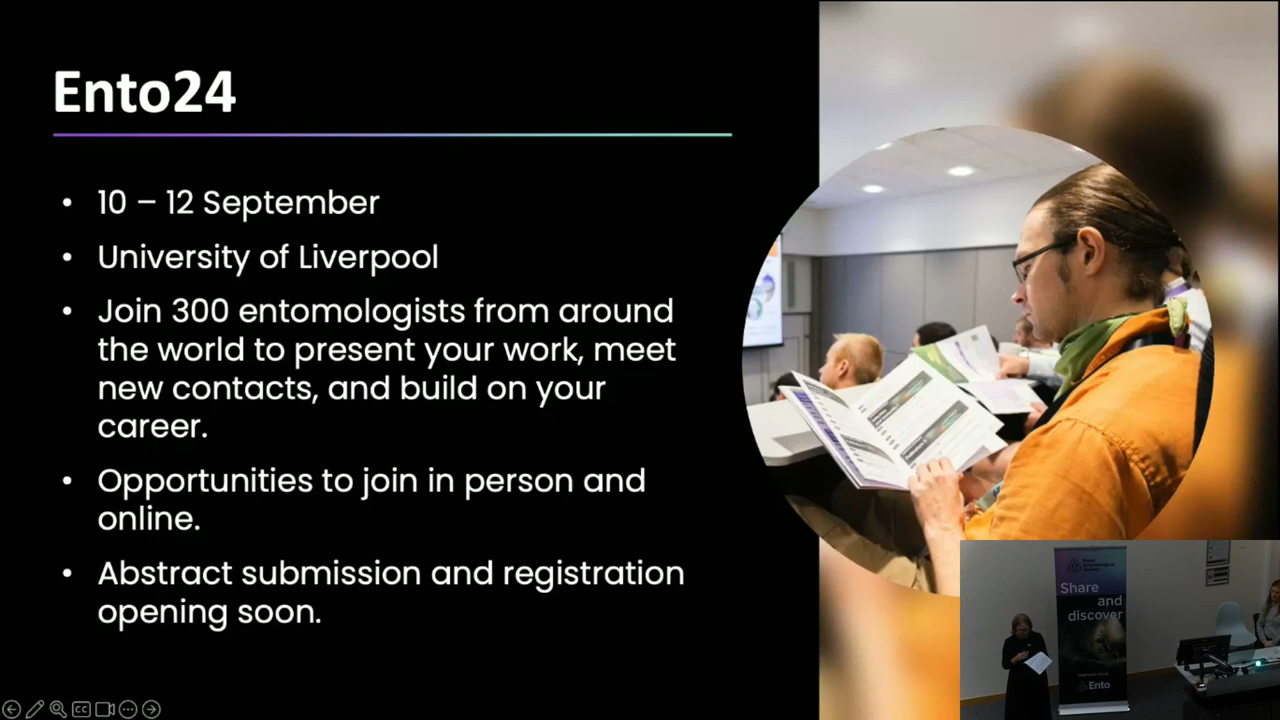 Ento24
• 10 – 12 September
• University of Liverpool
• Join 300 entomologists from around
the world to present your work, meet
new contacts, and build on your
career.
• Opportunities to join in person and
online.
• Abstract submission and registration
opening soon.
Share
and
discover
Ento
CC